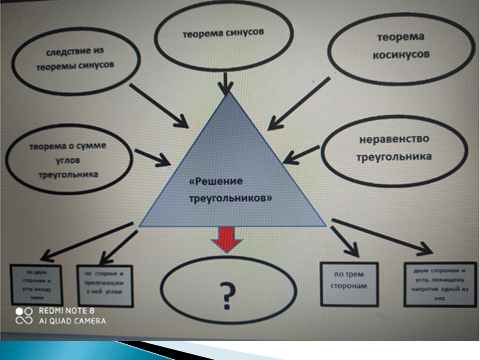 теорема синусов
следствие из
теоремы синусов
теорема
косинусов
теорема о сумме
углов
треугольника
неравенство
треугольника
«Решение
треугольников»
по двум
сторонам и
углу между
ними
по стороне и
прилежащим
к ней углам
?
по трем
сторонам
двум сторонам и
углу, лежащему
напротив одной из
них
REDMI NOTE 8
AI QUAD CAMERA